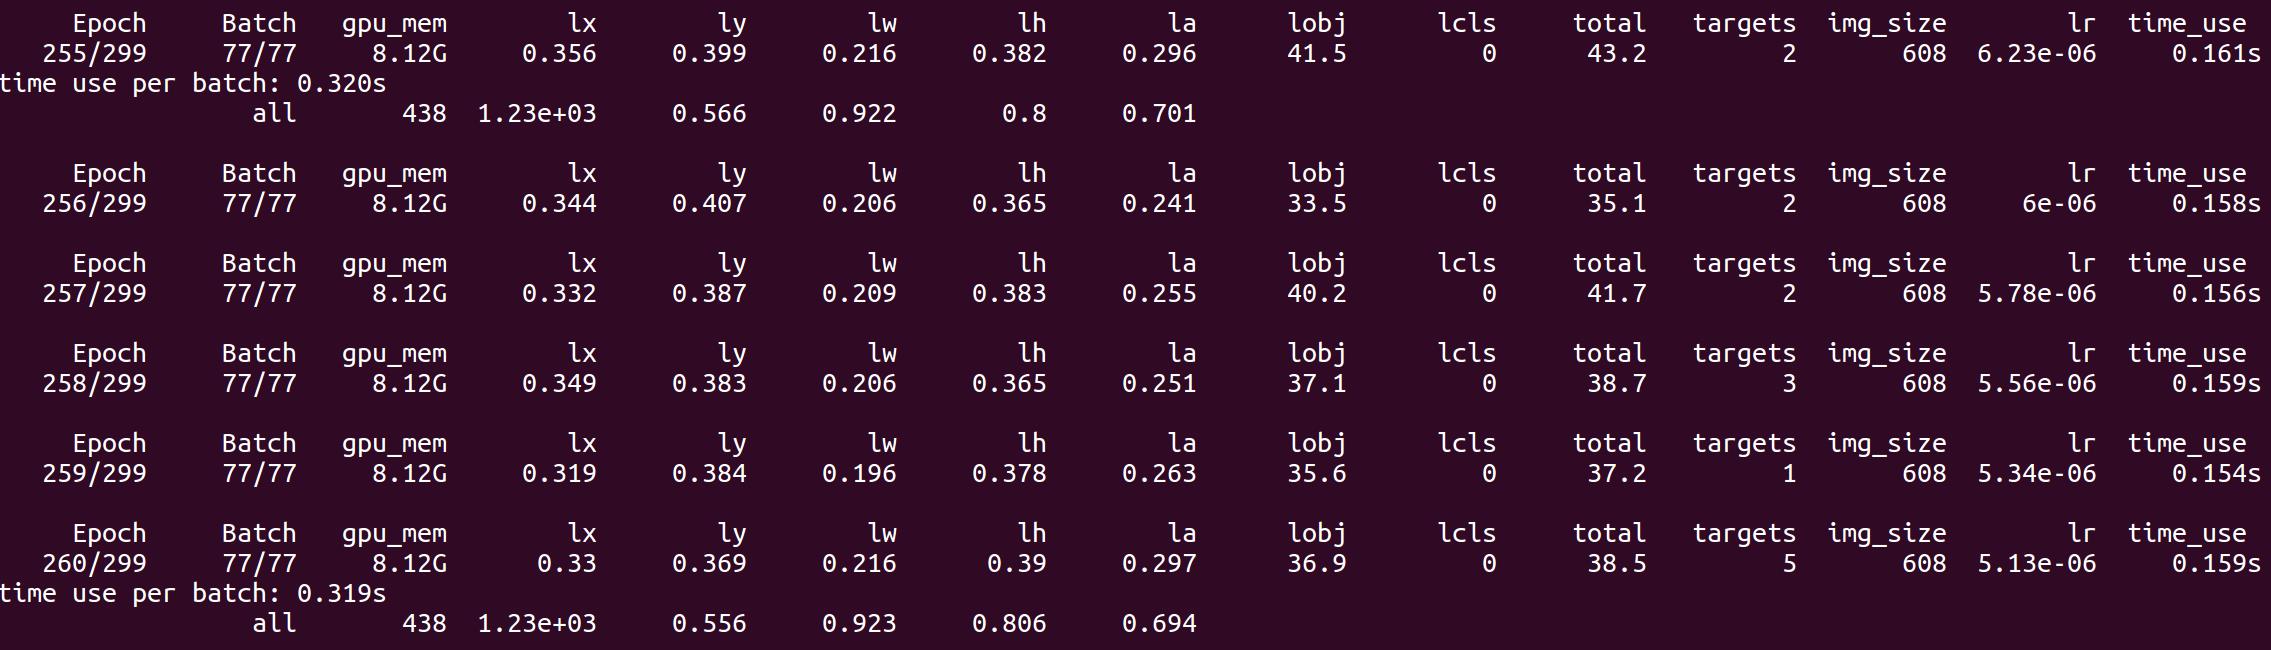 Epoch Batch gpu_mem lx ly lw lh la lobj lcls total targets img_size lr time_use
255/299 77/77 8.12G 0.356 0.399 0.216 0.382 0.296 41.5 0 43.2 2 608 6.23e-06 0.161s
time use per batch: 0.320s
all 438 1.23e+03 0.566 0.922 0.8 0.701
Epoch Batch gpu_mem lx ly lw lh la lobj lcls total targets img_size lr time_use
256/299 77/77 8.12G 0.344 0.407 0.206 0.365 0.241 33.5 0 35.1 2 608 6e-06 0.158s
Epoch Batch gpu_mem lx ly lw lh la lobj lcls total targets img_size lr time_use
257/299 77/77 8.12G 0.332 0.387 0.209 0.383 0.255 40.2 0 41.7 2 608 5.78e-06 0.156s
Epoch Batch gpu_mem lx ly lw lh la lobj lcls total targets img_size lr time_use
258/299 77/77 8.12G 0.349 0.383 0.206 0.365 0.251 37.1 0 38.7 3 608 5.56e-06 0.159s
Epoch Batch gpu_mem lx ly lw lh la lobj lcls total targets img_size lr time_use
259/299 77/77 8.12G 0.319 0.384 0.196 0.378 0.263 35.6 0 37.2 1 608 5.34e-06 0.154s
Epoch Batch gpu_mem lx ly lw lh la lobj lcls total targets img_size lr time_use
260/299 77/77 8.12G 0.33 0.369 0.216 0.39 0.297 36.9 0 38.5 5 608 5.13e-06 0.159s
time use per batch: 0.319s
all 438 1.23e+03 0.556 0.923 0.806 0.694